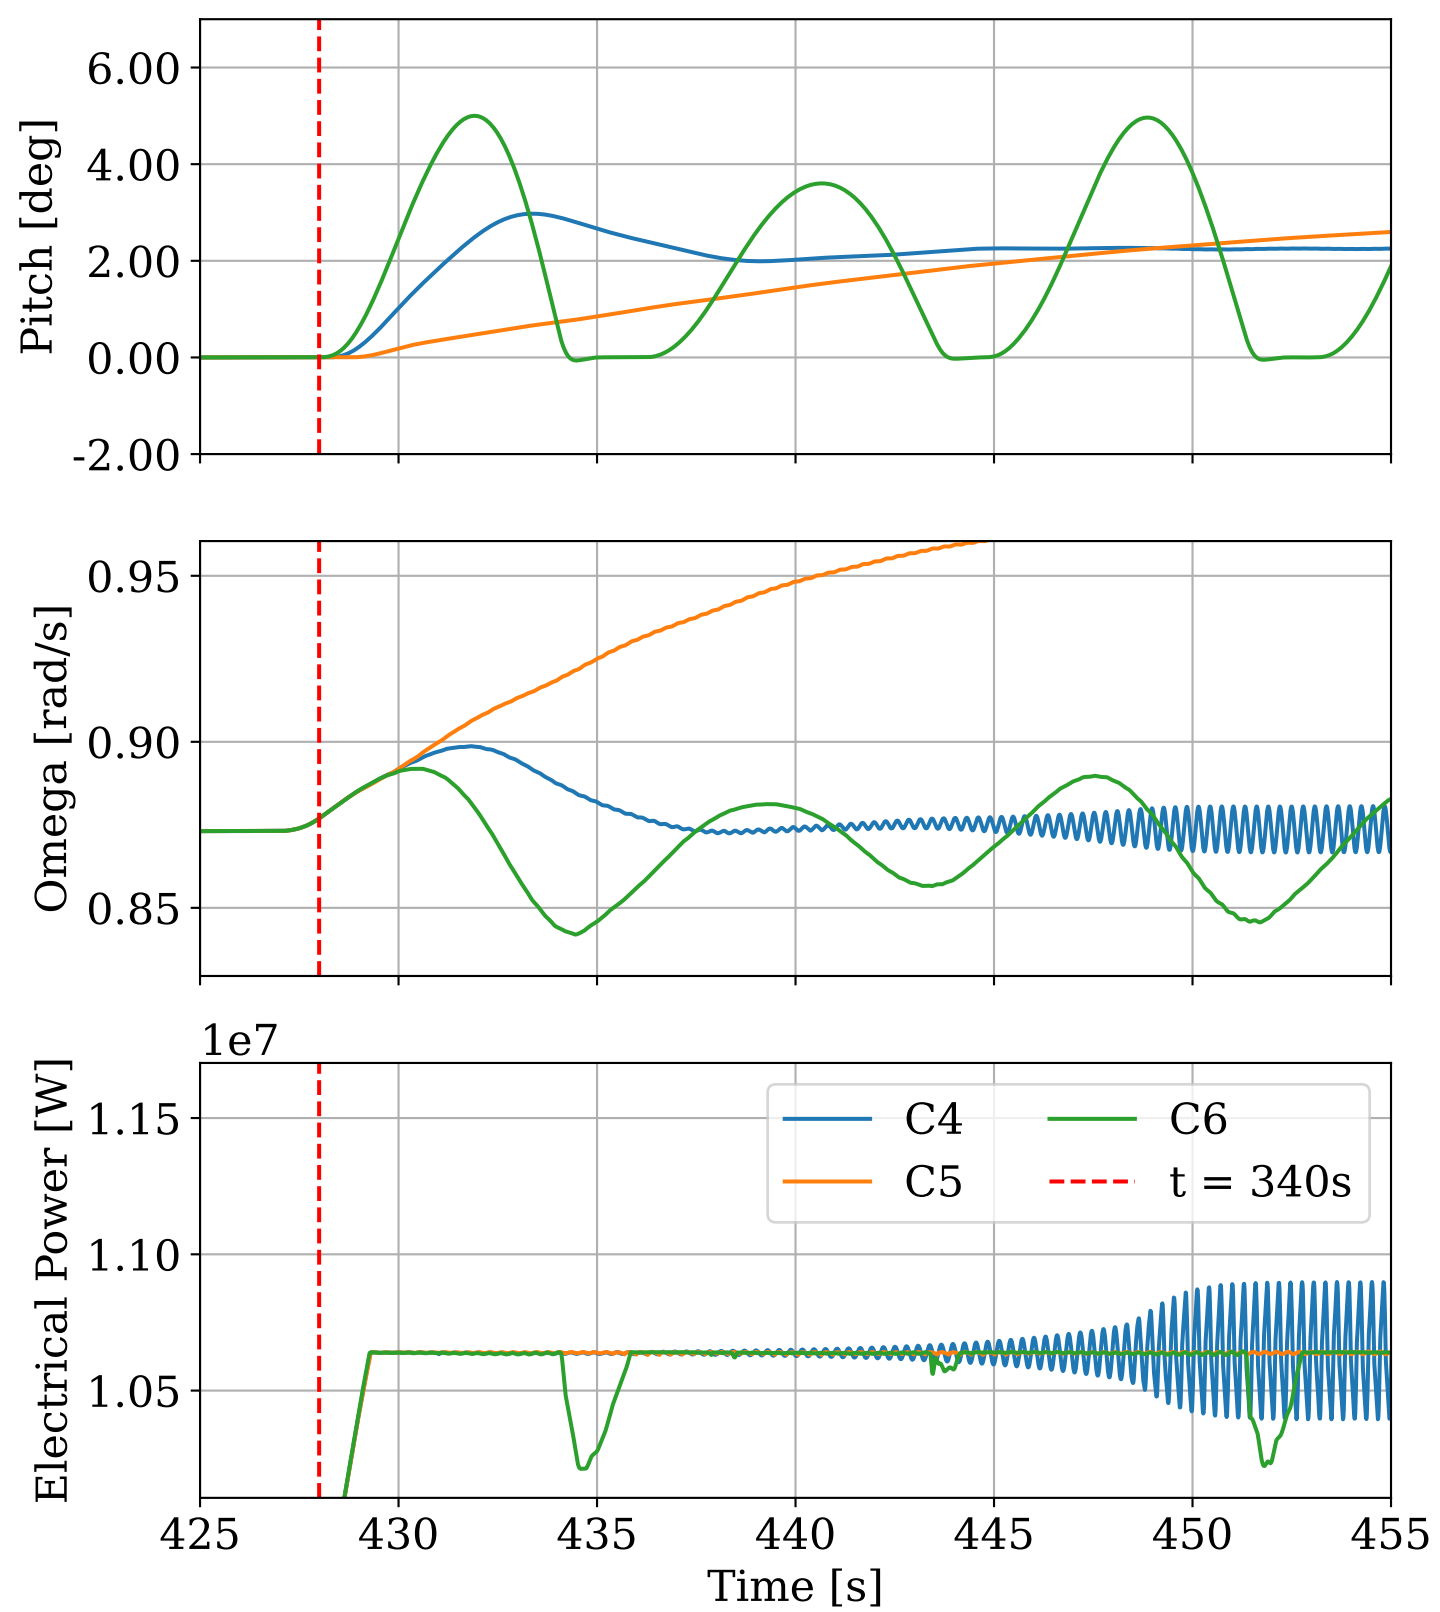 6.00
4.00
2.00
0.00
-2.00
Pitch [deg]
0.95
0.90
0.85
Omega [rad/s]
1e7
1.15
1.10
1.05
Electrical Power [W]
C4 C6
C5 t = 340s
425 430 435 440 445 450 455
Time [s]